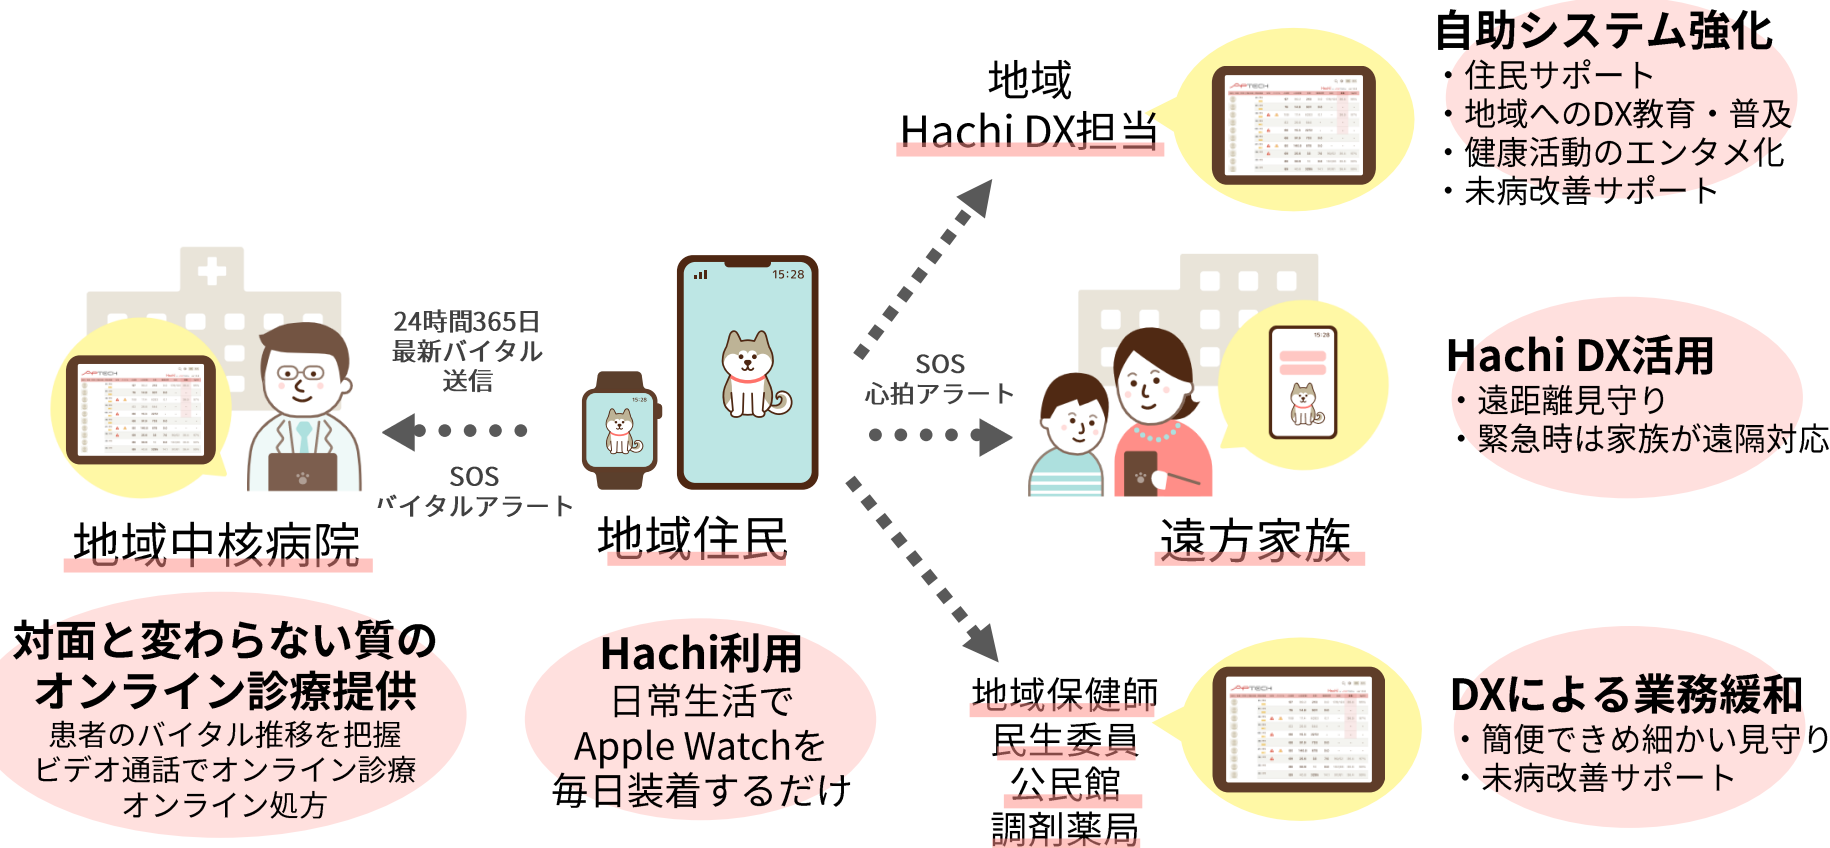 自助システム強化
・住民サポート
・地域へのDX教育・普及
・健康活動のエンタメ化
・未病改善サポート
地域
Hachi DX担当
APTECH
24時間365日
最新バイタル
送信
SOS
バイタルアラート
15:28
15:28
SOS
心拍アラート
15:28
Hachi DX活用
・遠距離見守り
・緊急時は家族が遠隔対応
APTECH
地域中核病院
地域住民
遠方家族
対面と変わらない質の
オンライン診療提供
患者のバイタル推移を把握
ビデオ通話でオンライン診療
オンライン処方
Hachi利用
日常生活で
Apple Watchを
毎日装着するだけ
地域保健師
民生委員
公民館
調剤薬局
APTECH
DXによる業務緩和
・簡便できめ細かい見守り
・未病改善サポート